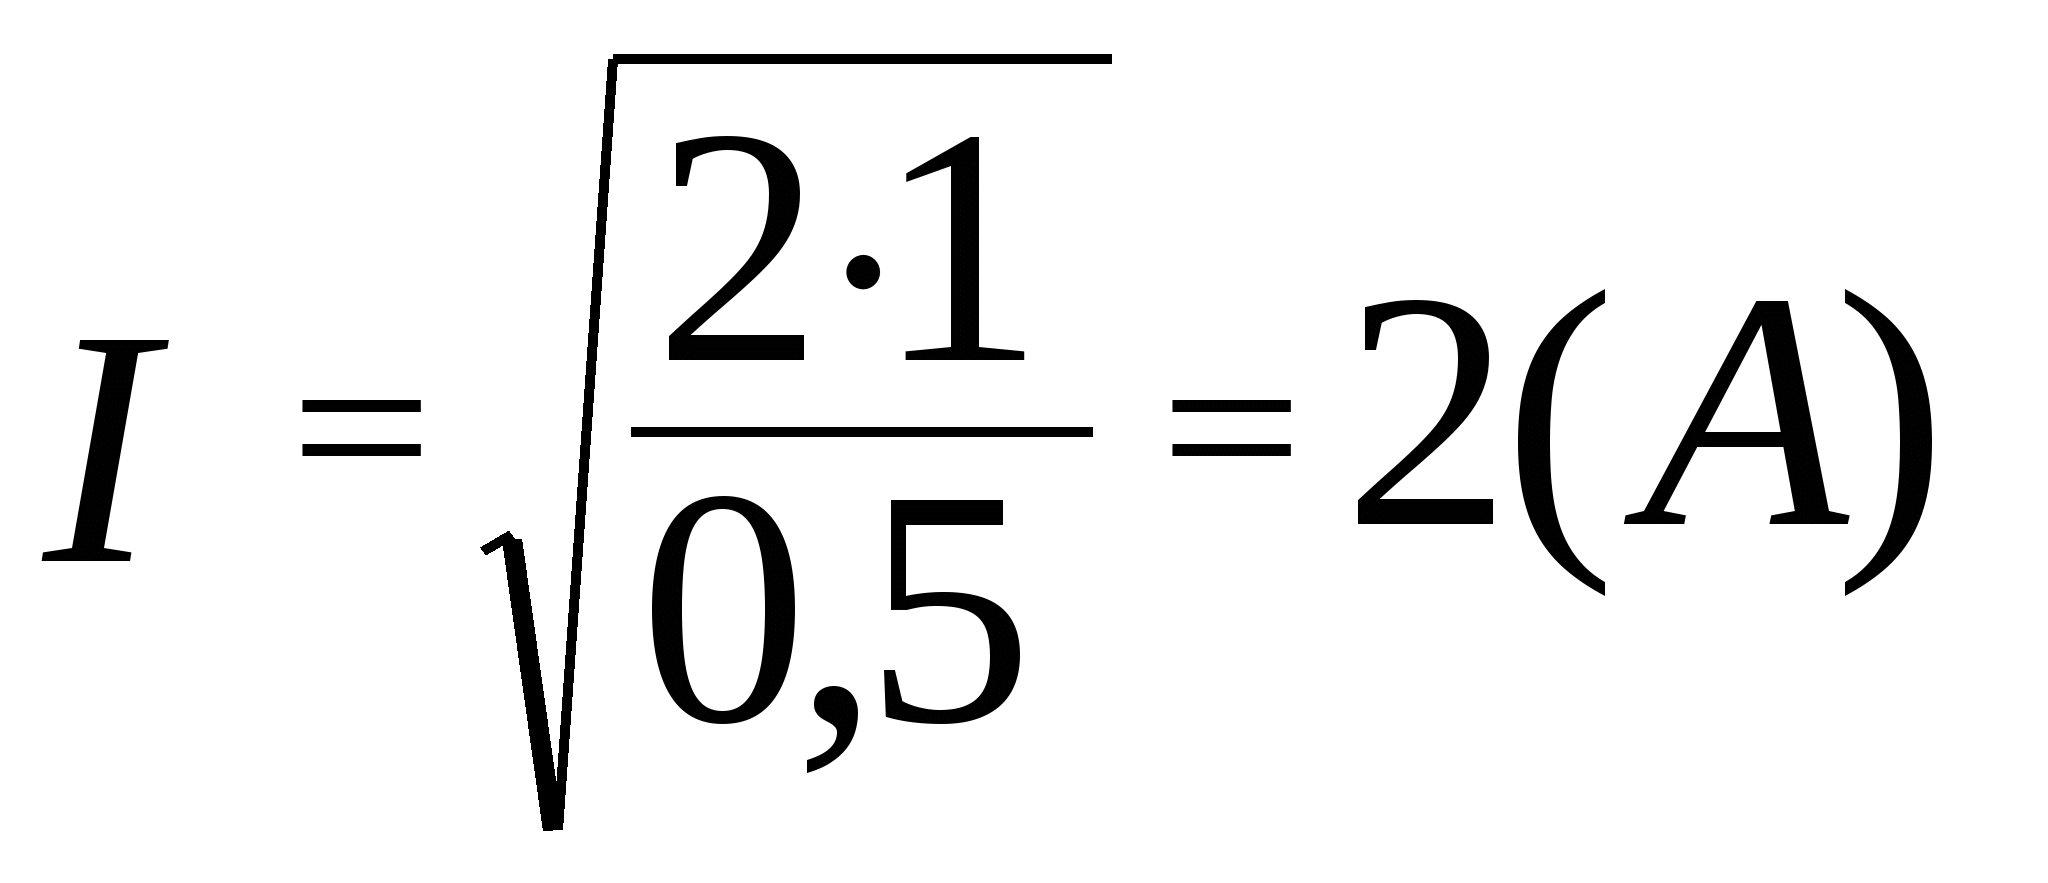 I = √(2·1 / 0,5) = 2(A)